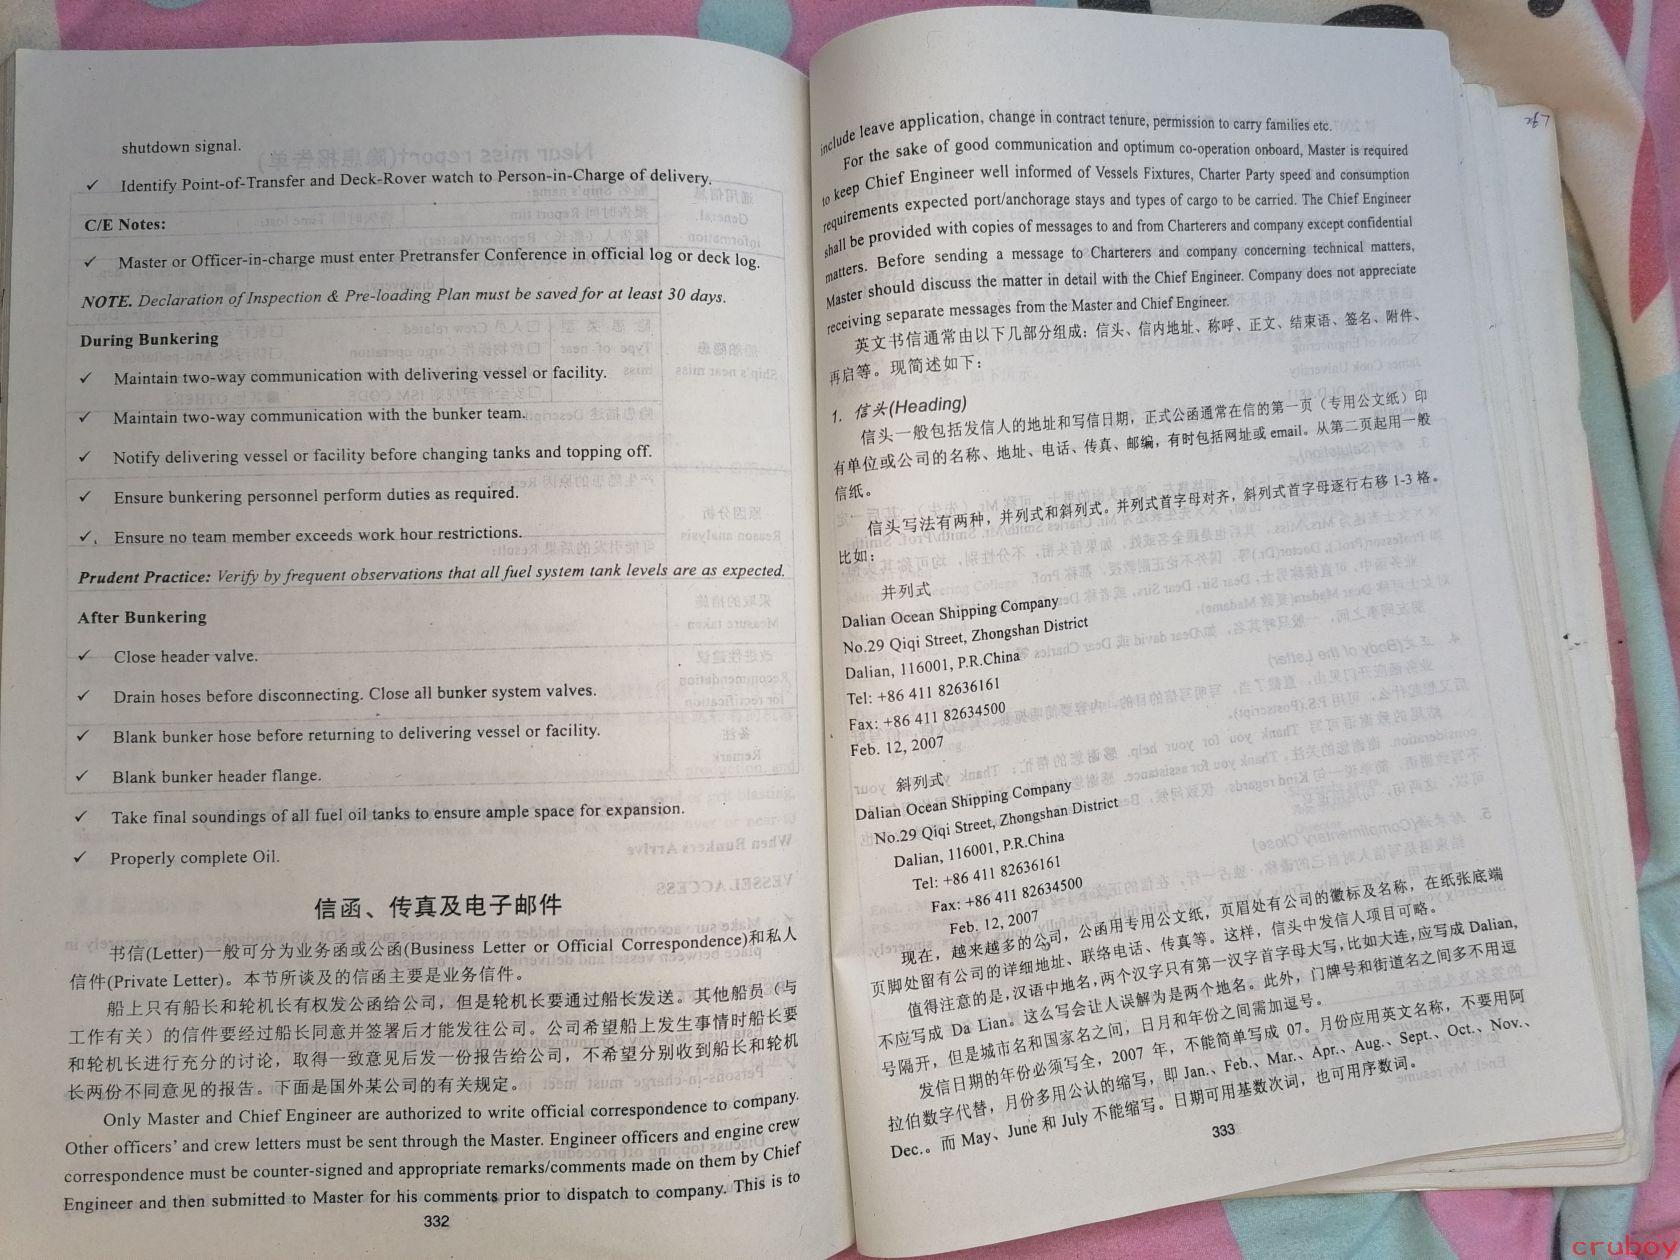 shutdown signal.
✓ Identify Point-of-Transfer and Deck-Rover watch to Person-in-Charge of delivery.
C/E Notes:
✓ Master or Officer-in-charge must enter Pretransfer Conference in official log or deck log.
NOTE. Declaration of Inspection & Pre-loading Plan must be saved for at least 30 days.
During Bunkering
✓ Maintain two-way communication with delivering vessel or facility.
✓ Maintain two-way communication with the bunker team.
✓ Notify delivering vessel or facility before changing tanks and topping off.
✓ Ensure bunkering personnel perform duties as required.
✓ Ensure no team member exceeds work hour restrictions.
Prudent Practice: Verify by frequent observations that all fuel system tank levels are as expected.
After Bunkering
✓ Close header valve.
✓ Drain hoses before disconnecting. Close all bunker system valves.
✓ Blank bunker hose before returning to delivering vessel or facility.
✓ Blank bunker header flange.
✓ Take final soundings of all fuel oil tanks to ensure ample space for expansion.
✓ Properly complete Oil.
信函、传真及电子邮件
书信(Letter)一般可分为业务函或公函(Business Letter or Official Correspondence)和私人
信件(Private Letter)。本节所谈及的信函主要是业务信件。
船上只有船长和轮机长有权发公函给公司，但是轮机长要通过船长发送。其他船员（与
工作有关）的信件要经过船长同意并签署后才能发往公司。公司希望船上发生事情时船长要
和轮机长进行充分的讨论，取得一致意见后发一份报告给公司，不希望分别收到船长和轮机
长两份不同意见的报告。下面是国外某公司的有关规定。
Only Master and Chief Engineer are authorized to write official correspondence to company.
Other officers' and crew letters must be sent through the Master. Engineer officers and engine crew
correspondence must be counter-signed and appropriate remarks/comments made on them by Chief
Engineer and then submitted to Master for his comments prior to dispatch to company. This is to
332
include leave application, change in contract tenure, permission to carry families etc.
For the sake of good communication and optimum co-operation onboard, Master is required
to keep Chief Engineer well informed of Vessels Fixtures, Charter Party speed and consumption
requirements expected port/anchorage stays and types of cargo to be carried. The Chief Engineer
shall be provided with copies of messages to and from Charterers and company except confidential
matters. Before sending a message to Charterers and company concerning technical matters,
Master should discuss the matter in detail with the Chief Engineer. Company does not appreciate
receiving separate messages from the Master and Chief Engineer.
英文书信通常由以下几部分组成：信头、信内地址、称呼、正文、结束语、签名、附件、
再启等。现简述如下：
1. 信头(Heading)
信头一般包括发信人的地址和写信日期，正式公函通常在信的第一页（专用公文纸）印
有单位或公司的名称、地址、电话、传真、邮编，有时包括网址或 email。从第二页起用一般
信纸。
信头写法有两种，并列式和斜列式。并列式首字母对齐，斜列式首字母逐行右移 1-3 格。
比如：
并列式
Dalian Ocean Shipping Company
No.29 Qiqi Street, Zhongshan District
Dalian, 116001, P.R.China
Tel: +86 411 82636161
Fax: +86 411 82634500
Feb. 12, 2007
斜列式
Dalian Ocean Shipping Company
No.29 Qiqi Street, Zhongshan District
Dalian, 116001, P.R.China
Tel: +86 411 82636161
Fax: +86 411 82634500
Feb. 12, 2007
现在，越来越多的公司，公函用专用公文纸，页眉处有公司的徽标及名称，在纸张底端
页脚处留有公司的详细地址、联络电话、传真等。这样，信头中发信人项目可略。
值得注意的是，汉语中地名，两个汉字只有第一汉字首字母大写，比如大连，应写成 Dalian,
不应写成 Da Lian。这么写会让人误解为是两个地名。此外，门牌号和街道名之间多不用逗
号隔开，但是城市名和国家名之间，日月和年份之间需加逗号。
发信日期的年份必须写全，2007 年，不能简单写成 07。月份应用英文名称，不要用阿
拉伯数字代替，月份多用公认的缩写，即 Jan.、Feb.、Mar.、Apr.、Aug.、Sept.、Oct.、Nov.、
Dec.。而 May、June 和 July 不能缩写。日期可用基数次词，也可用序数词。
333
cruboy